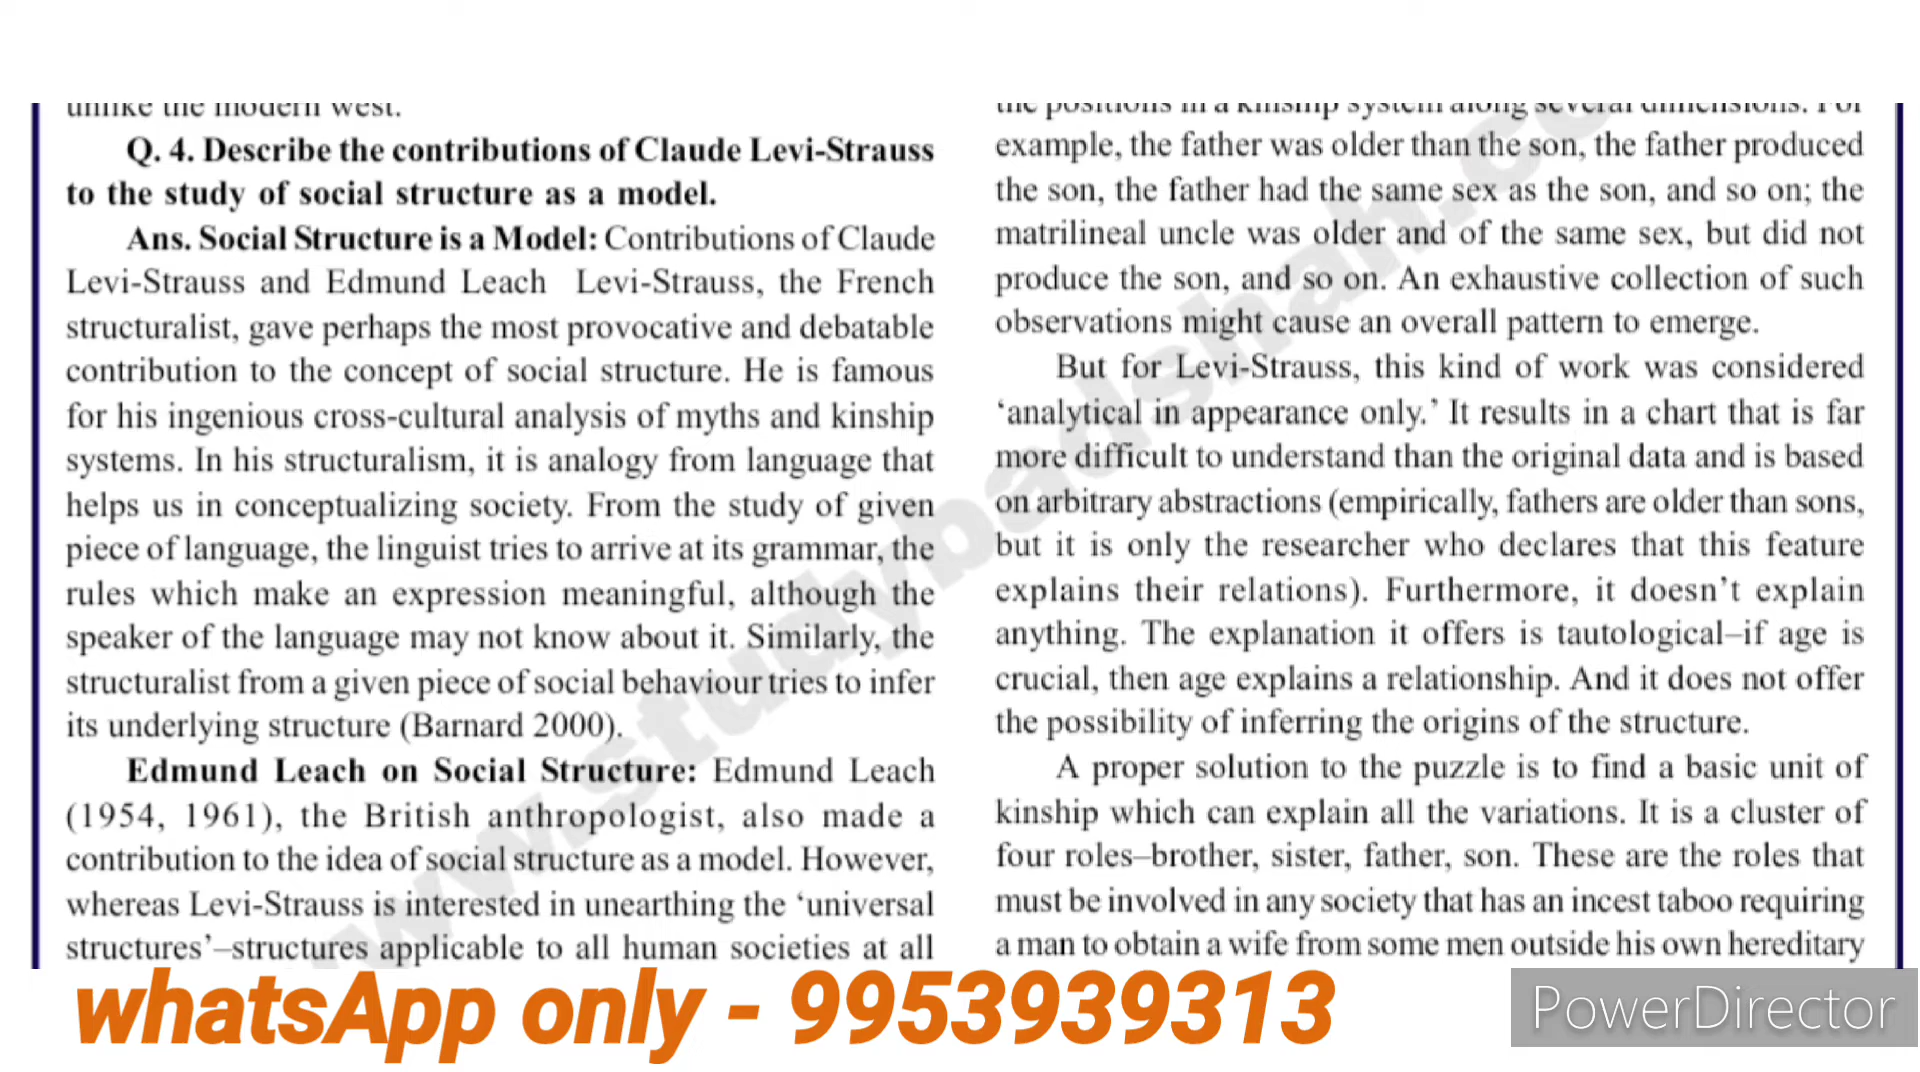 unlike the modern west.
Q. 4. Describe the contributions of Claude Levi-Strauss
to the study of social structure as a model.
Ans. Social Structure is a Model: Contributions of Claude
Levi-Strauss and Edmund Leach Levi-Strauss, the French
structuralist, gave perhaps the most provocative and debatable
contribution to the concept of social structure. He is famous
for his ingenious cross-cultural analysis of myths and kinship
systems. In his structuralism, it is analogy from language that
helps us in conceptualizing society. From the study of given
piece of language, the linguist tries to arrive at its grammar, the
rules which make an expression meaningful, although the
speaker of the language may not know about it. Similarly, the
structuralist from a given piece of social behaviour tries to infer
its underlying structure (Barnard 2000).
Edmund Leach on Social Structure: Edmund Leach
(1954, 1961), the British anthropologist, also made a
contribution to the idea of social structure as a model. However,
whereas Levi-Strauss is interested in unearthing the ‘universal
structures’–structures applicable to all human societies at all
the positions in a kinship system along several dimensions. For
example, the father was older than the son, the father produced
the son, the father had the same sex as the son, and so on; the
matrilineal uncle was older and of the same sex, but did not
produce the son, and so on. An exhaustive collection of such
observations might cause an overall pattern to emerge.
But for Levi-Strauss, this kind of work was considered
‘analytical in appearance only.’ It results in a chart that is far
more difficult to understand than the original data and is based
on arbitrary abstractions (empirically, fathers are older than sons,
but it is only the researcher who declares that this feature
explains their relations). Furthermore, it doesn’t explain
anything. The explanation it offers is tautological–if age is
crucial, then age explains a relationship. And it does not offer
the possibility of inferring the origins of the structure.
A proper solution to the puzzle is to find a basic unit of
kinship which can explain all the variations. It is a cluster of
four roles–brother, sister, father, son. These are the roles that
must be involved in any society that has an incest taboo requiring
a man to obtain a wife from some men outside his own hereditary
www.studybadshah.co
whatsApp only - 9953939313
PowerDirector